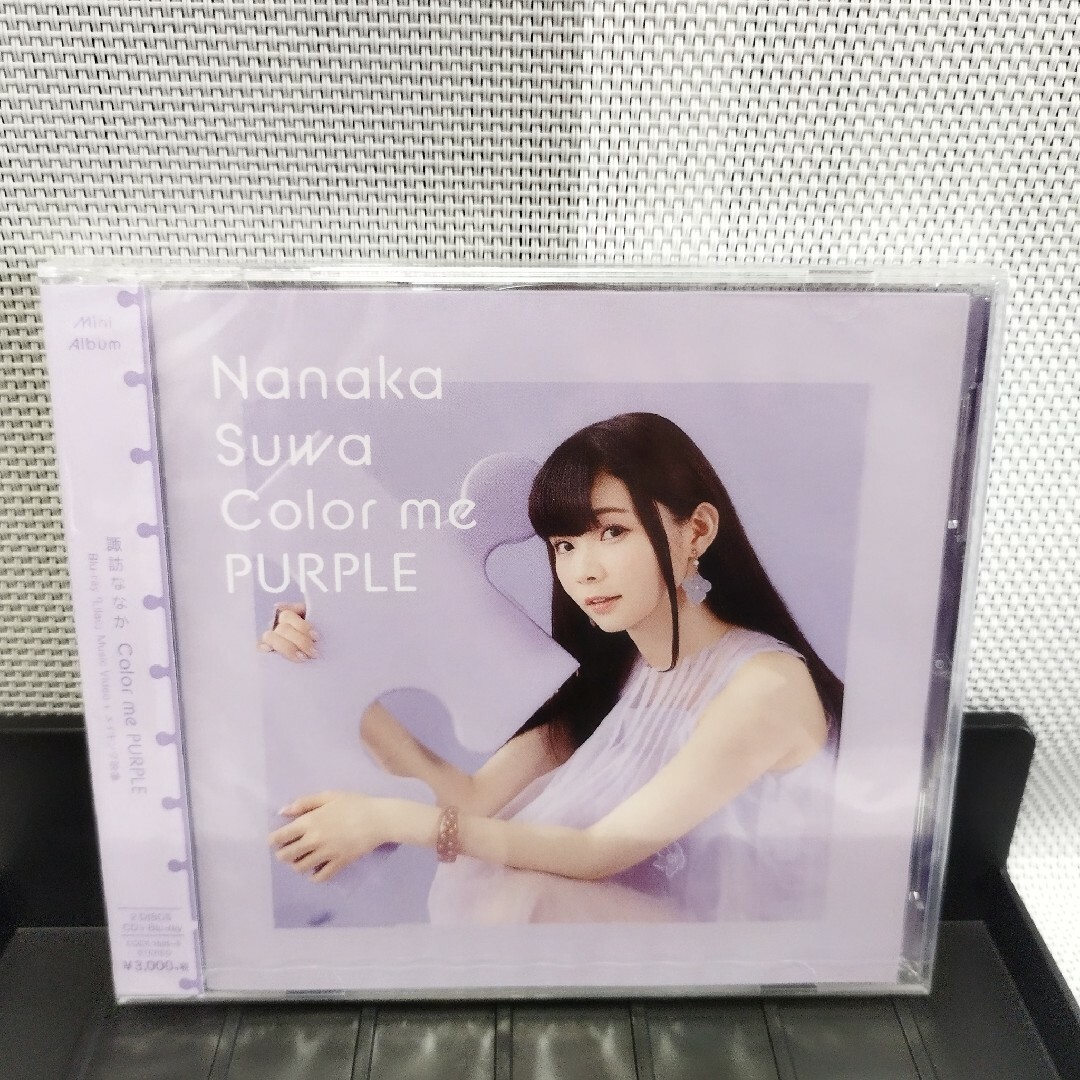 Mini
Album
Nanaka
Suwa
Color me
PURPLE
諏訪ななか Color me PURPLE
2 DISCS
CD+Blu-ray
STEREO
¥3,000+税